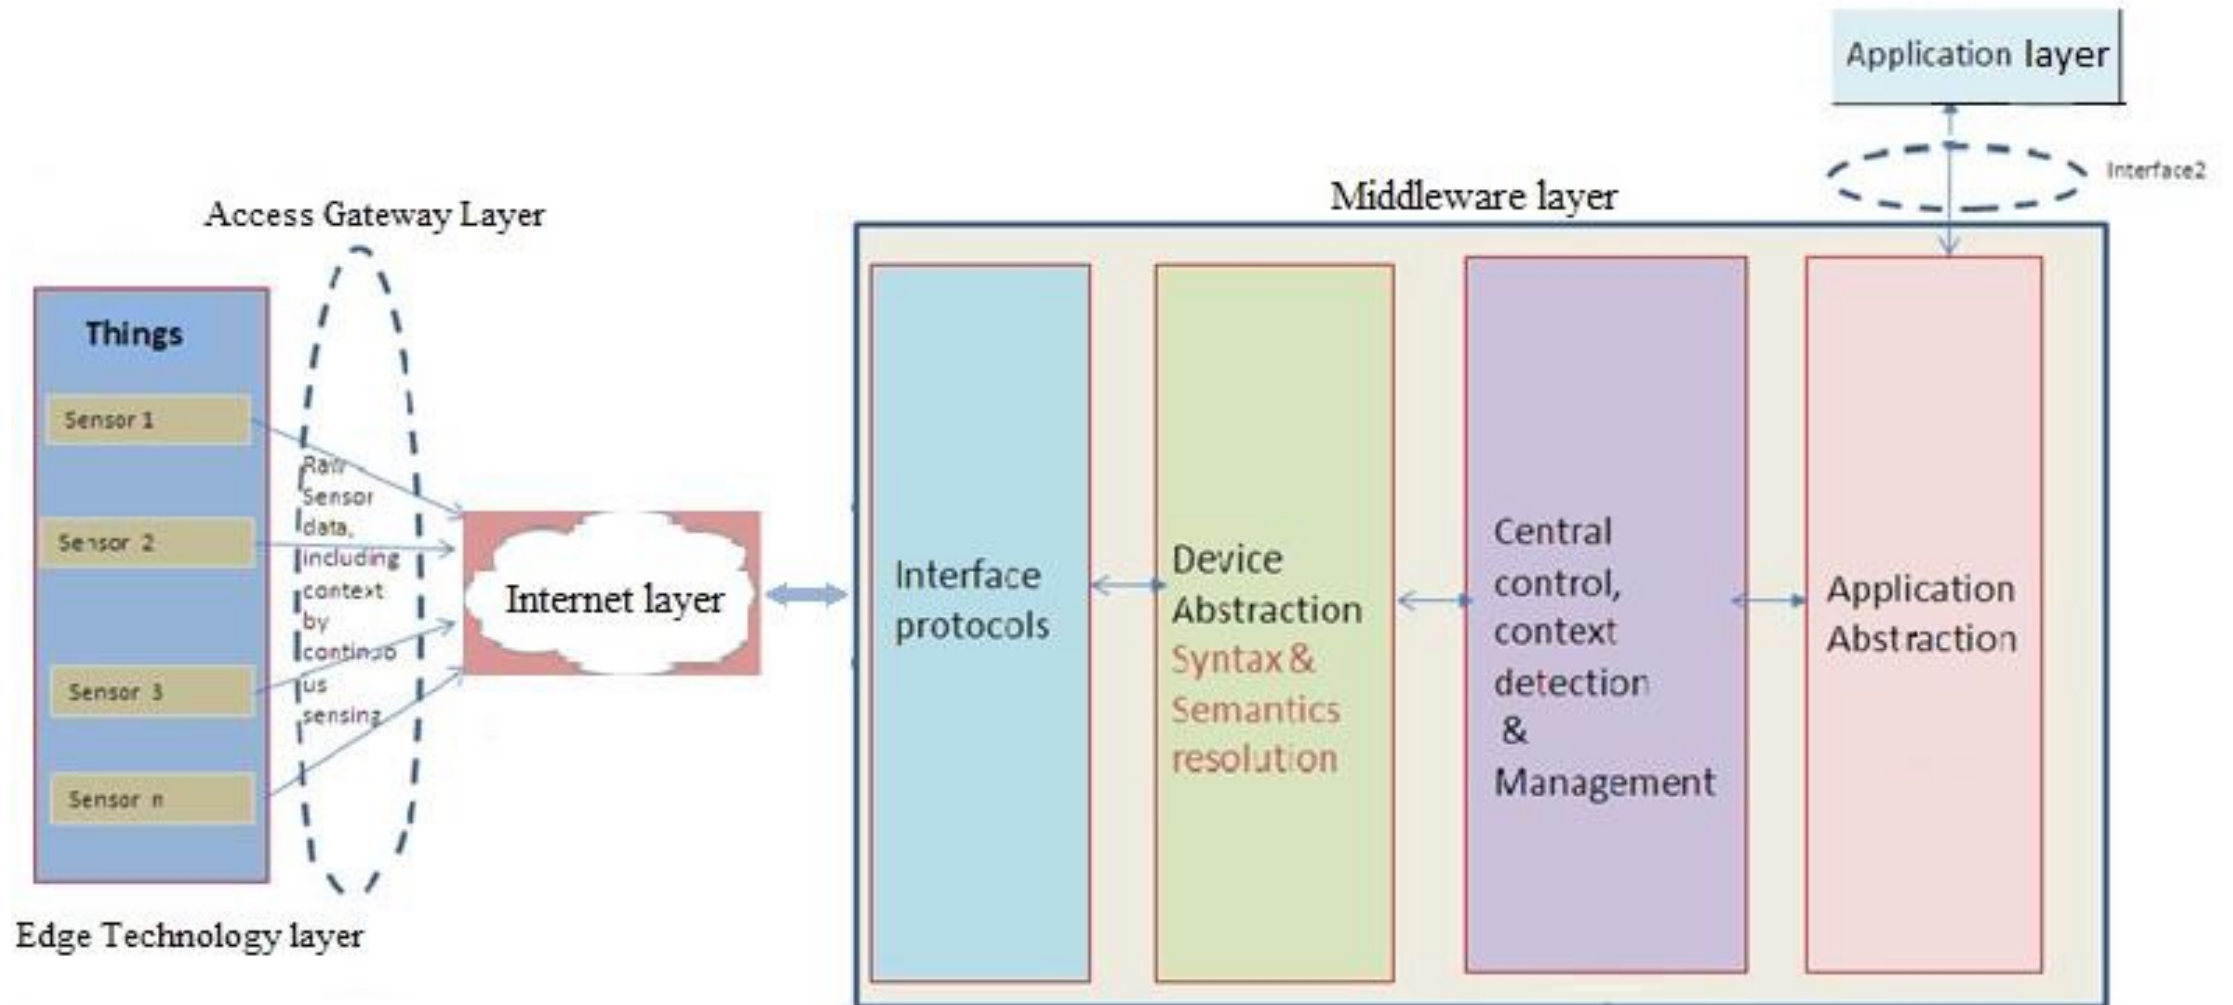 Application layer
Interface2
Middleware layer
Access Gateway Layer
Things
Sensor 1
Sensor 2
Sensor 3
Sensor n
Raw
Sensor
data,
including
context
by
continuo
us
sensing
Edge Technology layer
Internet layer
Interface
protocols
Device
Abstraction
Syntax &
Semantics
resolution
Central
control,
context
detection
&
Management
Application
Abstraction